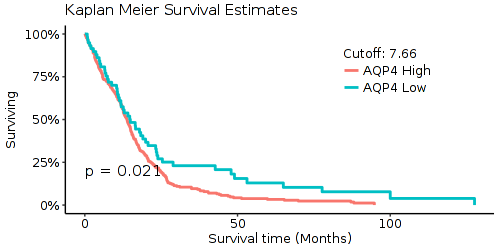 Kaplan Meier Survival Estimates
Surviving
100%
75%
50%
25%
0%
Cutoff: 7.66
AQP4 High
AQP4 Low
p = 0.021
0
50
100
Survival time (Months)